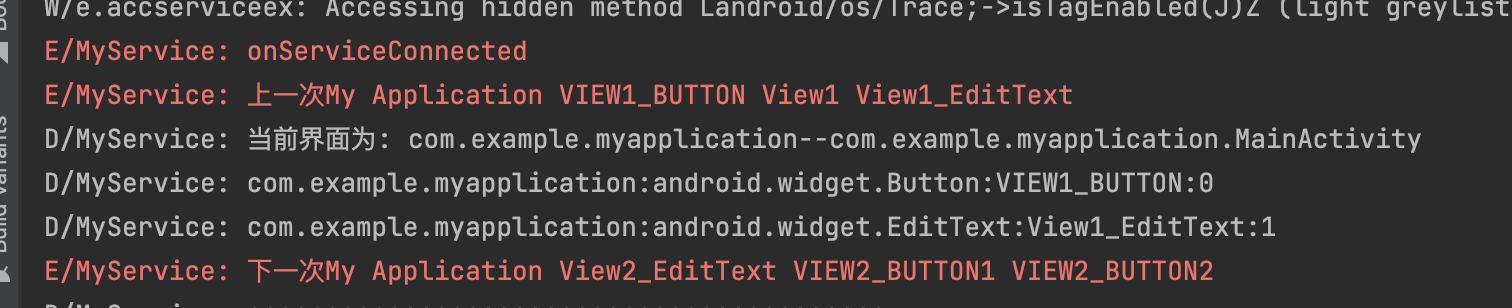 W/e.accserviceex: Accessing hidden method Landroid/os/Trace;->isTagEnabled(J)Z (light greylist
E/MyService: onServiceConnected
E/MyService: 上一次My Application VIEW1_BUTTON View1 View1_EditText
D/MyService: 当前界面为: com.example.myapplication--com.example.myapplication.MainActivity
D/MyService: com.example.myapplication:android.widget.Button:VIEW1_BUTTON:0
D/MyService: com.example.myapplication:android.widget.EditText:View1_EditText:1
E/MyService: 下一次My Application View2_EditText VIEW2_BUTTON1 VIEW2_BUTTON2
Build Variants